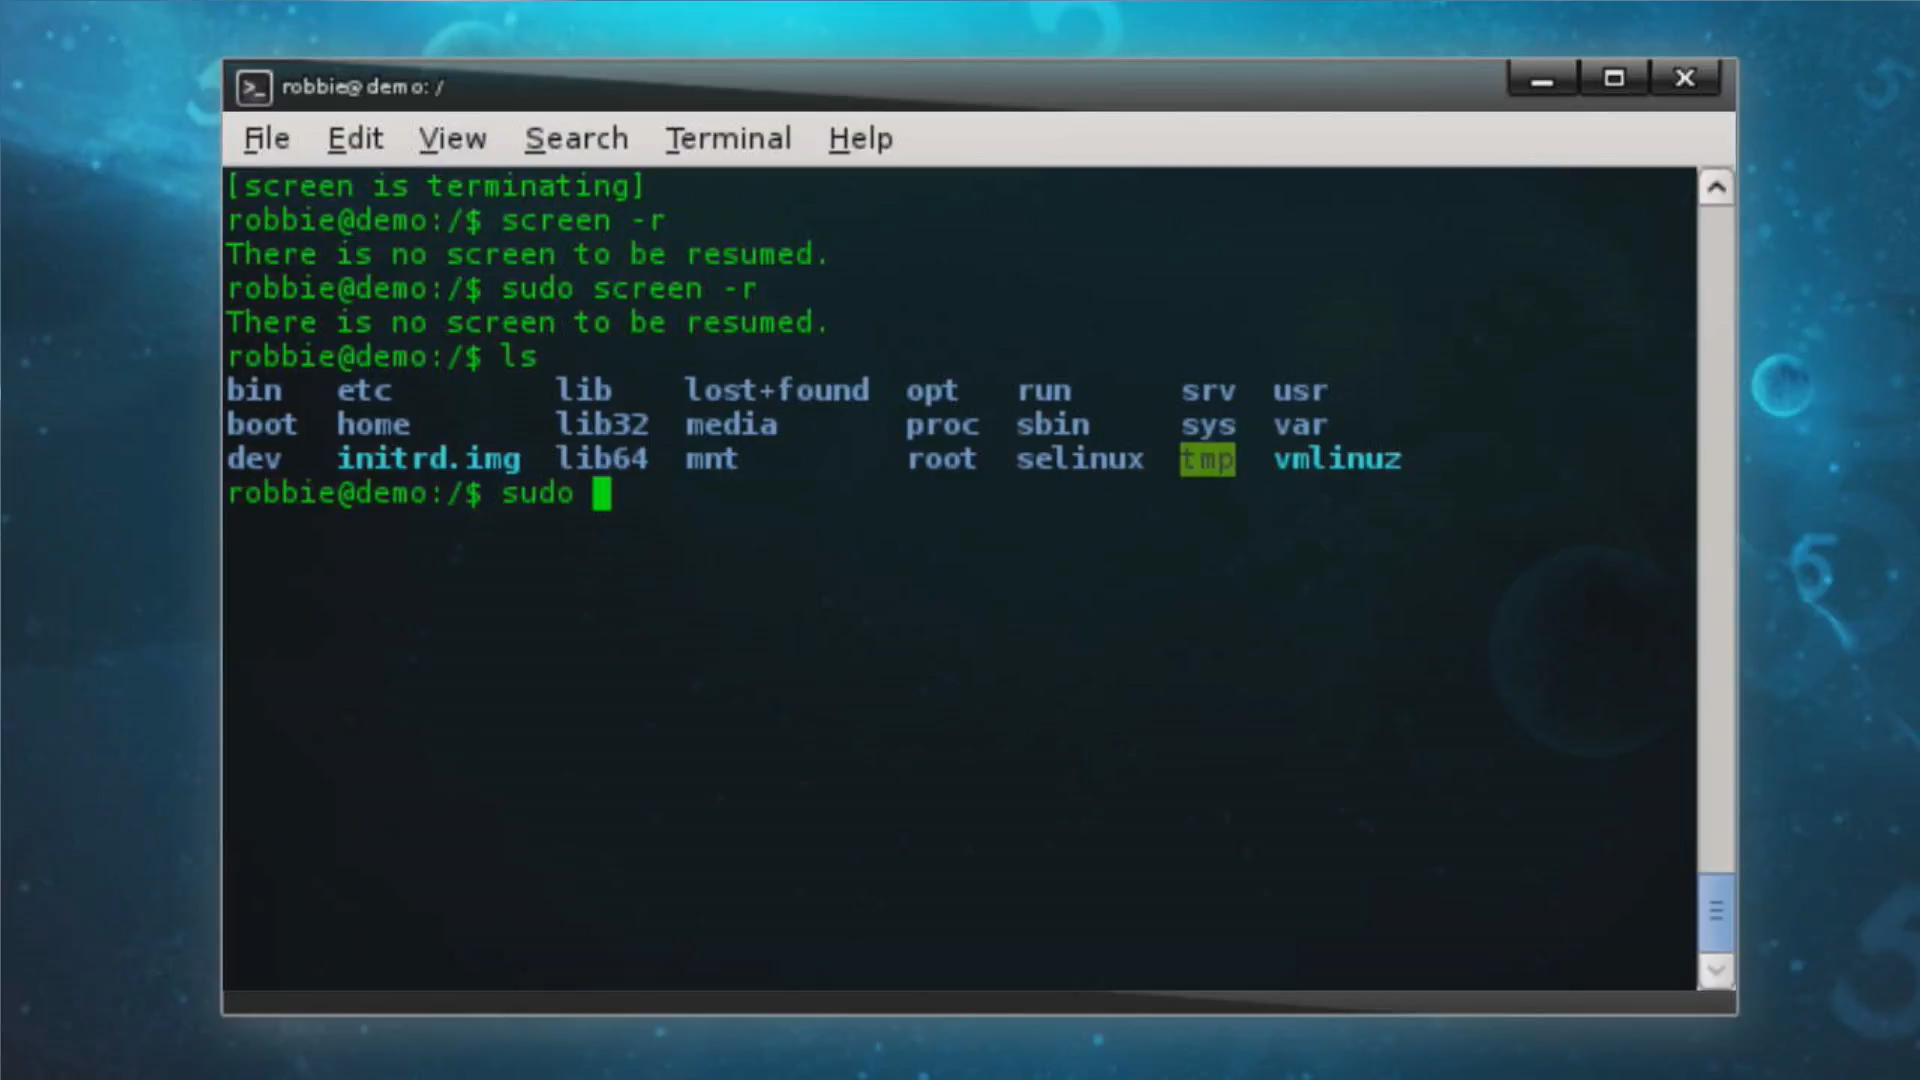 robbie@demo: /
File Edit View Search Terminal Help
[screen is terminating]
robbie@demo:/$ screen -r
There is no screen to be resumed.
robbie@demo:/$ sudo screen -r
There is no screen to be resumed.
robbie@demo:/$ ls
bin etc lib lost+found opt run srv usr
boot home lib32 media proc sbin sys var
dev initrd.img lib64 mnt root selinux tmp vmlinuz
robbie@demo:/$ sudo